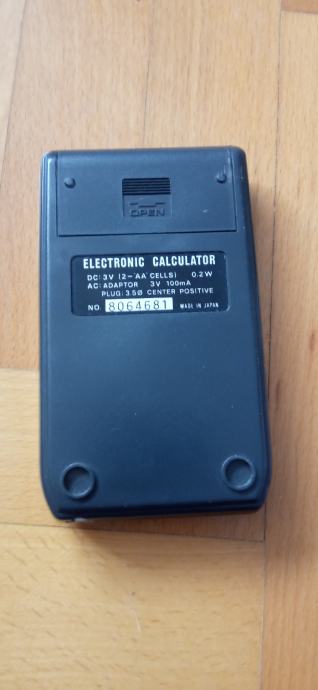 OPEN
ELECTRONIC CALCULATOR
DC: 3V (2-"AA"CELLS) 0.2W
AC: ADAPTOR 3V 100mA
PLUG: 3.5Ø CENTER POSITIVE
NO. 8064681 MADE IN JAPAN